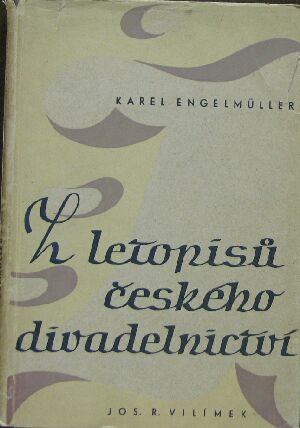 KAREL ENGELMÜLLER
Z letopisů
českého
divadelnictví
JOS. R. VILÍMEK